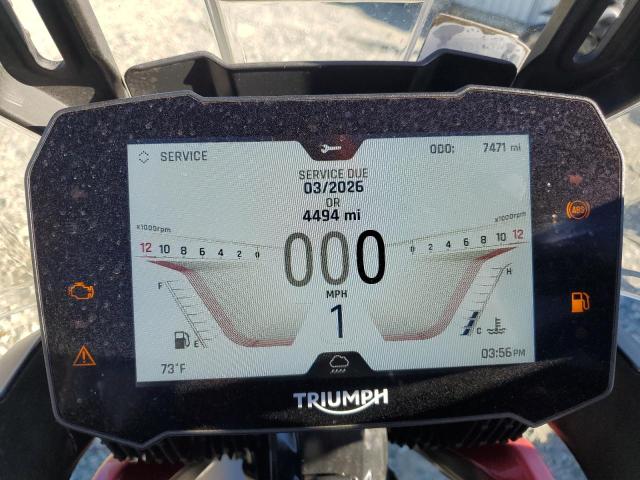 SERVICE
ODO: 7471 mi
SERVICE DUE
03/2026
OR
4494 mi
x1000rpm
12 10 8 6 4 2 0
x1000rpm
0 2 4 6 8 10 12
ABS
000
MPH
1
F
E
H
C
73°F
03:56PM
TRIUMPH